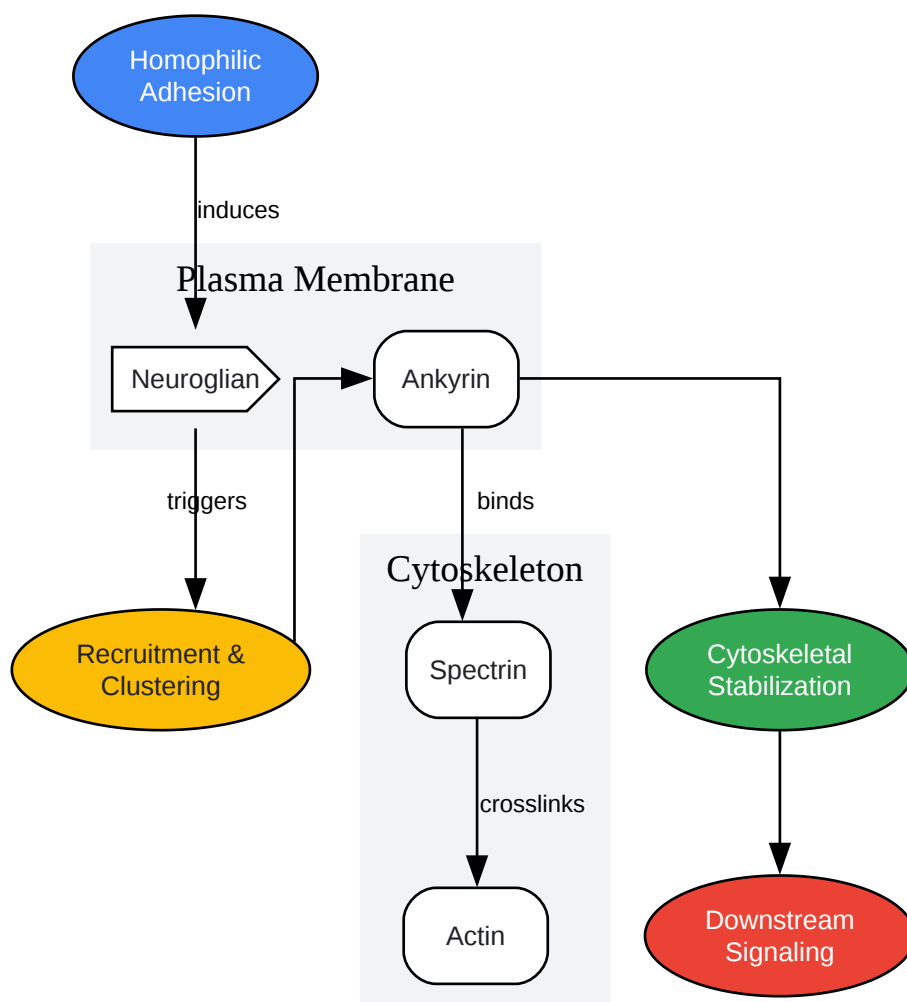 Homophilic
Adhesion
induces
Plasma Membrane
Neuroglian
Ankyrin
triggers
binds
Cytoskeleton
Recruitment &
Clustering
Spectrin
Cytoskeletal
Stabilization
crosslinks
Actin
Downstream
Signaling